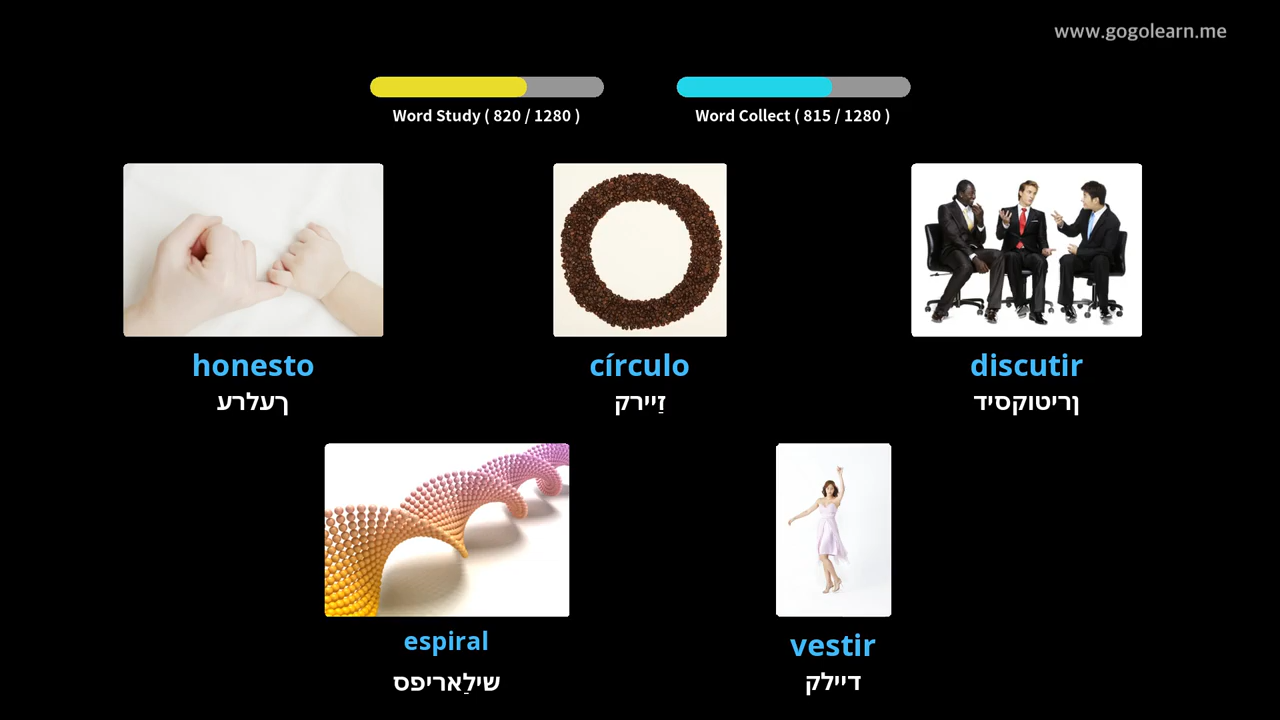 www.gogolearn.me
Word Study ( 820 / 1280 )
Word Collect ( 815 / 1280 )
honesto
círculo
discutir
ךעלרע
זַיירק
ןריטוקסיד
espiral
vestir
שילַאריפס
דיילק